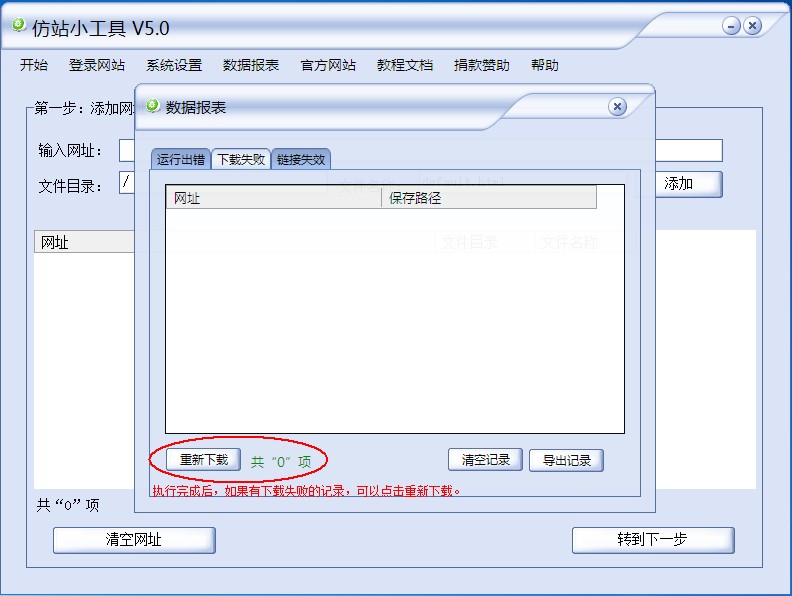 仿站小工具 V5.0
开始 登录网站 系统设置 数据报表 官方网站 教程文档 捐款赞助 帮助
第一步：添加网
数据报表
输入网址：
文件目录： /
添加
运行出错 下载失败 链接失效
网址 保存路径
网址
文件目录 文件名称
重新下载 共“0”项 清空记录 导出记录
执行完成后，如果有下载失败的记录，可以点击重新下载。
共“0”项
清空网址 转到下一步